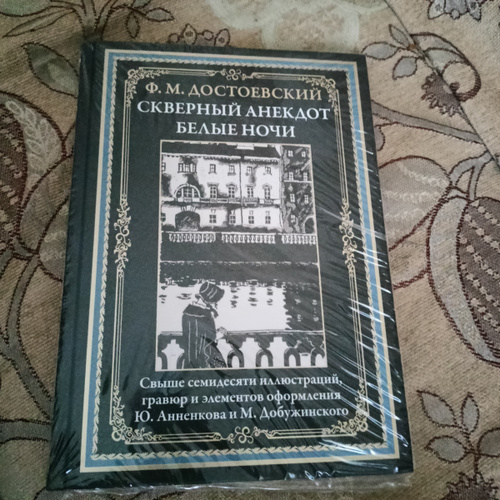 Ф. М. ДОСТОЕВСКИЙ
СКВЕРНЫЙ АНЕКДОТ
БЕЛЫЕ НОЧИ
Свыше семидесяти иллюстраций,
гравюр и элементов оформления
Ю. Анненкова и М. Добужинского